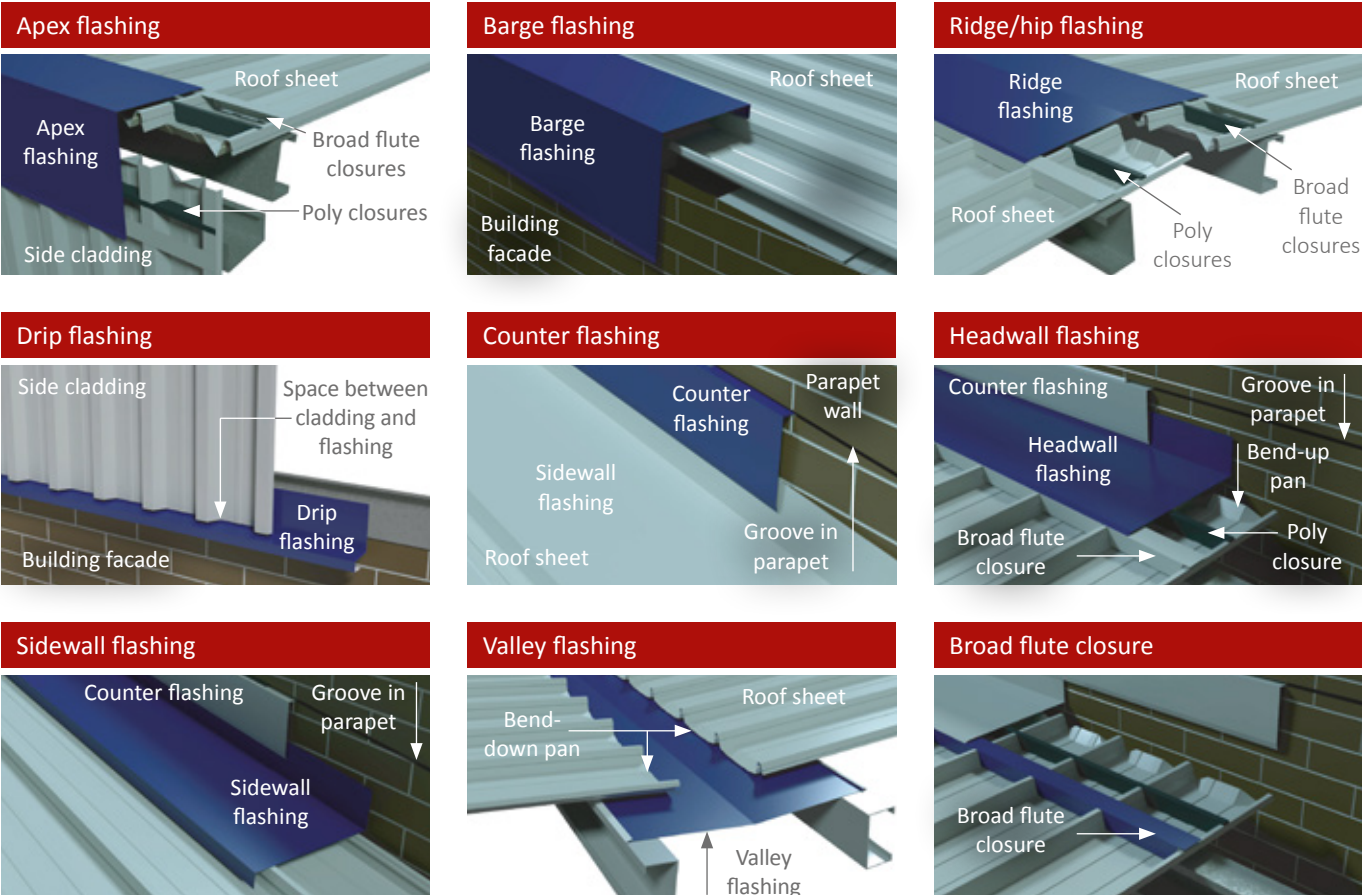 Apex flashing
Roof sheet
Apex
flashing
Broad flute
closures
Poly closures
Side cladding
Barge flashing
Roof sheet
Barge
flashing
Building
facade
Ridge/hip flashing
Ridge
flashing
Roof sheet
Roof sheet
Poly
closures
Broad
flute
closures
Drip flashing
Side cladding
Space between
cladding and
flashing
Drip
flashing
Building facade
Counter flashing
Counter
flashing
Parapet
wall
Sidewall
flashing
Roof sheet
Groove in
parapet
Headwall flashing
Counter flashing
Groove in
parapet
Headwall
flashing
Bend-up
pan
Broad flute
closure
Poly
closure
Sidewall flashing
Counter flashing
Groove in
parapet
Sidewall
flashing
Valley flashing
Roof sheet
Bend-
down pan
Valley
flashing
Broad flute closure
Broad flute
closure